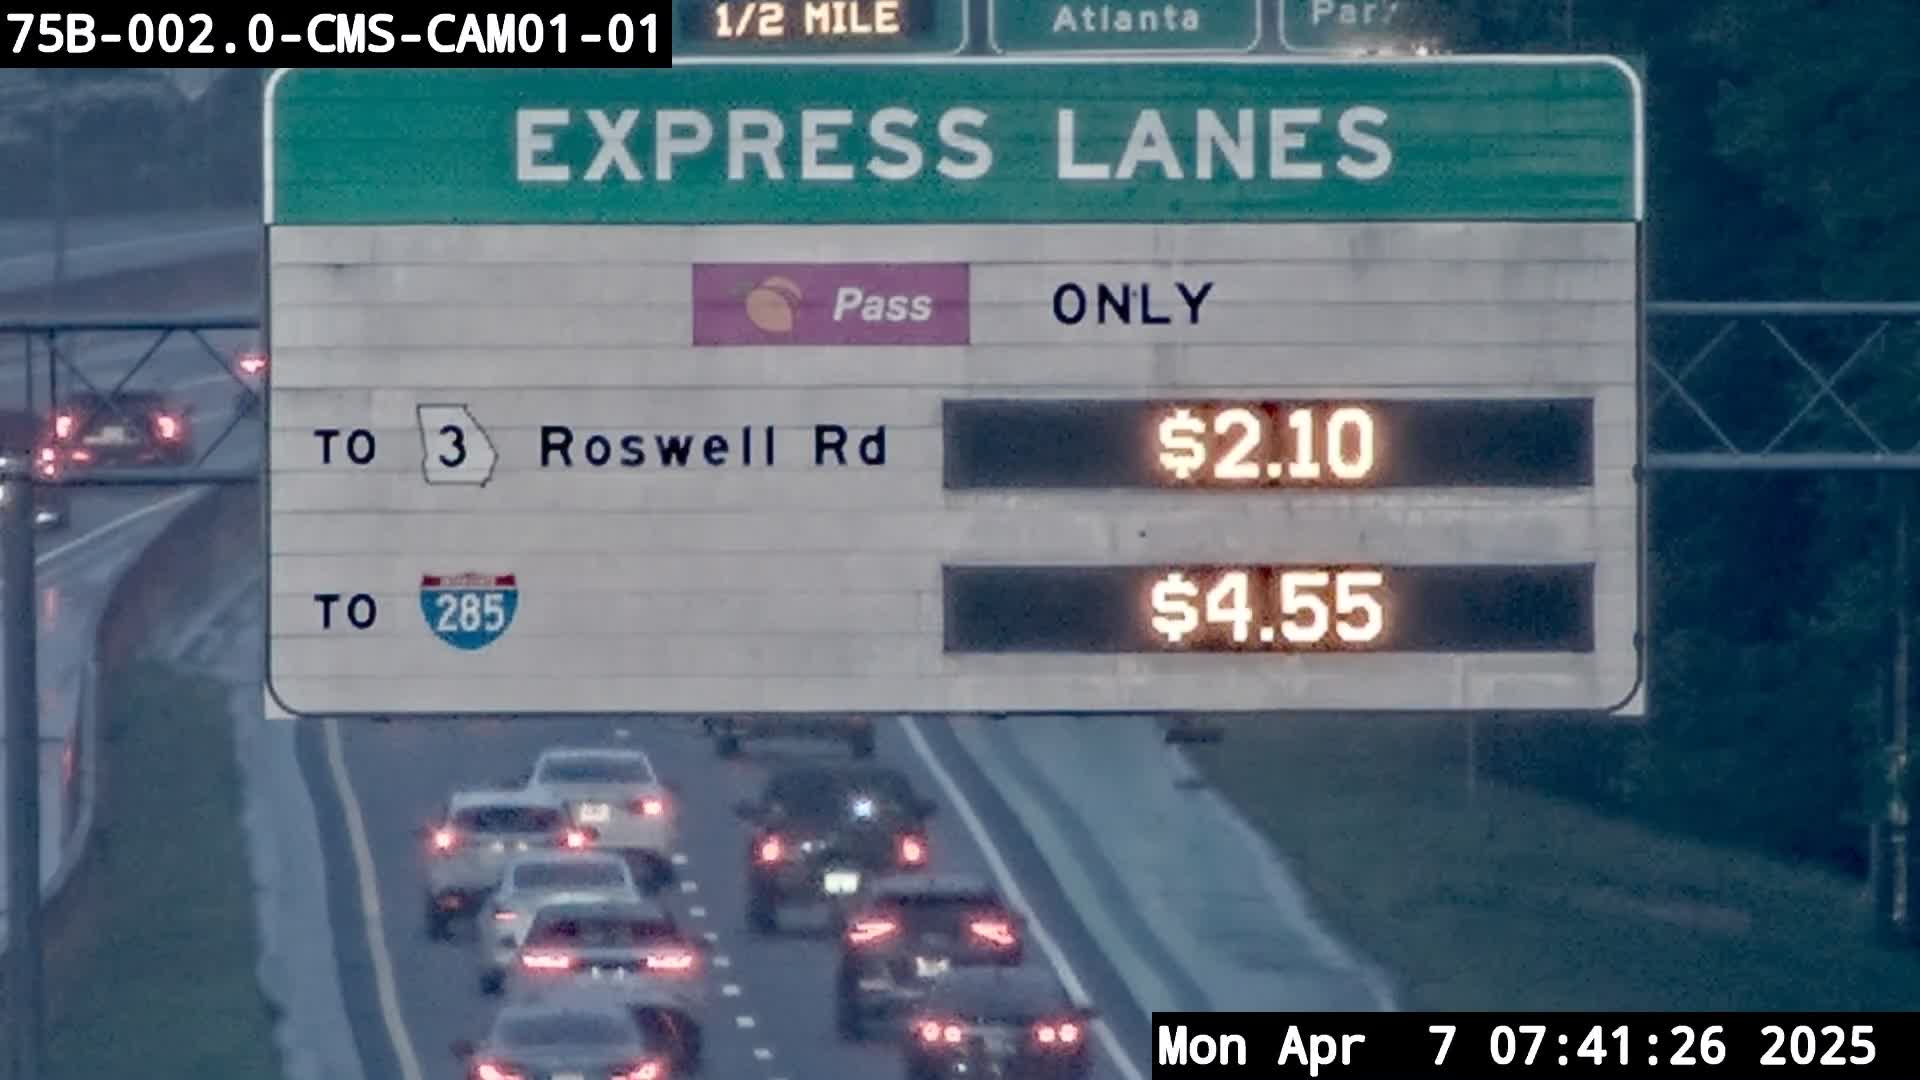 75B-002.0-CMS-CAM01-01
1/2 MILE
Atlanta
EXPRESS LANES
Pass ONLY
TO 3 Roswell Rd $2.10
TO 285 $4.55
Mon Apr 7 07:41:26 2025